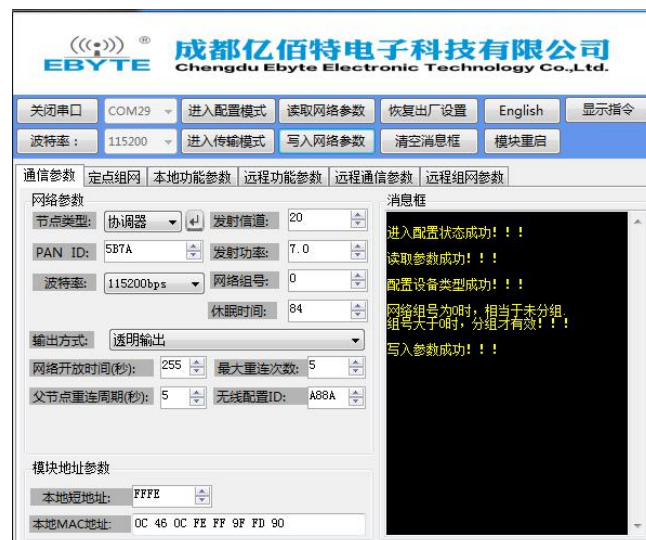 ((( ))) ®
EBYTE
成都亿佰特电子科技有限公司
Chengdu Ebyte Electronic Technology Co.,Ltd.
关闭串口 COM29 进入配置模式 读取网络参数 恢复出厂设置 English 显示指令
波特率： 115200 进入传输模式 写入网络参数 清空消息框 模块重启
通信参数 定点组网 本地功能参数 远程功能参数 远程通信参数 远程组网参数
网络参数
节点类型: 协调器 发射信道: 20
PAN ID: 5B7A 发射功率: 7.0
波特率: 115200bps 网络组号: 0
休眠时间: 84
输出方式: 透明输出
网络开放时间(秒): 255 最大重连次数: 5
父节点重连周期(秒): 5 无线配置ID: A88A
模块地址参数
本地短地址: FFFE
本地MAC地址: 0C 46 0C FE FF 9F FD 90
消息框
进入配置状态成功！！！
读取参数成功！！！
配置设备类型成功！！！
网络组号为0时，相当于未分组.
组号大于0时，分组才有效！！！
写入参数成功！！！